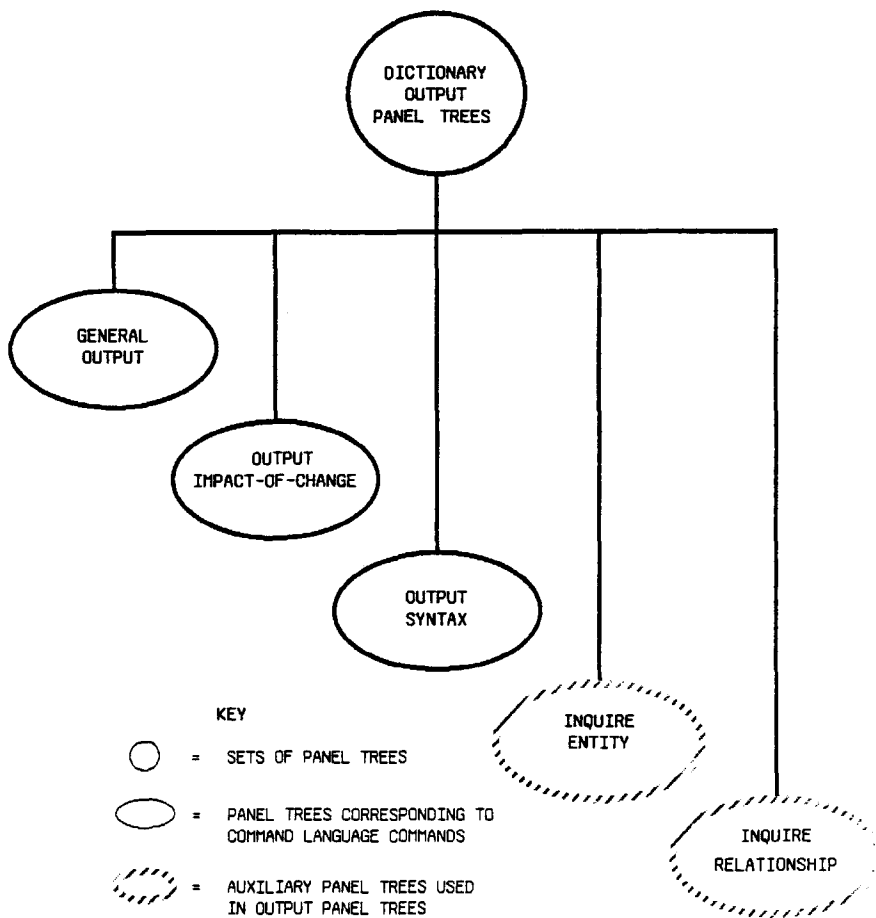 DICTIONARY
OUTPUT
PANEL TREES
GENERAL
OUTPUT
OUTPUT
IMPACT-OF-CHANGE
OUTPUT
SYNTAX
INQUIRE
ENTITY
INQUIRE
RELATIONSHIP
KEY
= SETS OF PANEL TREES
= PANEL TREES CORRESPONDING TO
COMMAND LANGUAGE COMMANDS
= AUXILIARY PANEL TREES USED
IN OUTPUT PANEL TREES